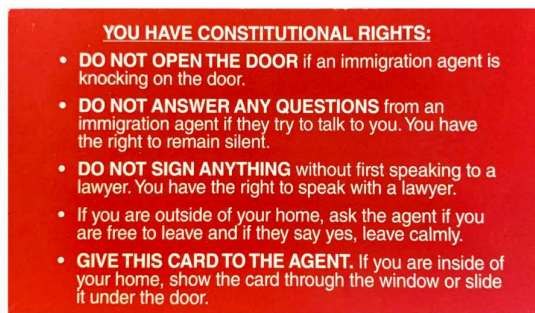 YOU HAVE CONSTITUTIONAL RIGHTS:
• DO NOT OPEN THE DOOR if an immigration agent is
knocking on the door.
• DO NOT ANSWER ANY QUESTIONS from an
immigration agent if they try to talk to you. You have
the right to remain silent.
• DO NOT SIGN ANYTHING without first speaking to a
lawyer. You have the right to speak with a lawyer.
• If you are outside of your home, ask the agent if you
are free to leave and if they say yes, leave calmly.
• GIVE THIS CARD TO THE AGENT. If you are inside of
your home, show the card through the window or slide
it under the door.